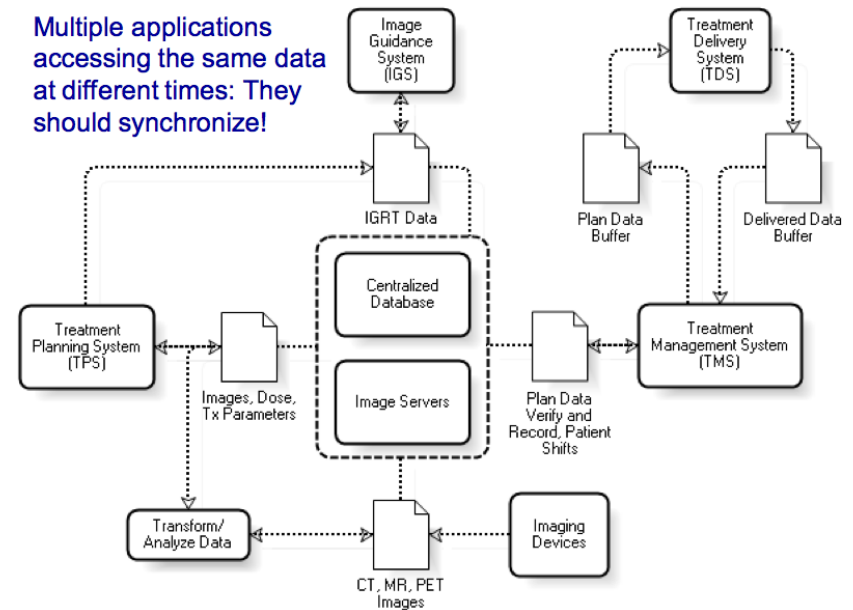 Multiple applications
accessing the same data
at different times: They
should synchronize!
Image
Guidance
System
(IGS)
Treatment
Delivery
System
(TDS)
IGRT Data
Plan Data
Buffer
Delivered Data
Buffer
Centralized
Database
Treatment
Planning System
(TPS)
Images, Dose,
Tx Parameters
Image Servers
Plan Data
Verify and
Record, Patient
Shifts
Treatment
Management System
(TMS)
Transform/
Analyze Data
CT, MR, PET
Images
Imaging
Devices